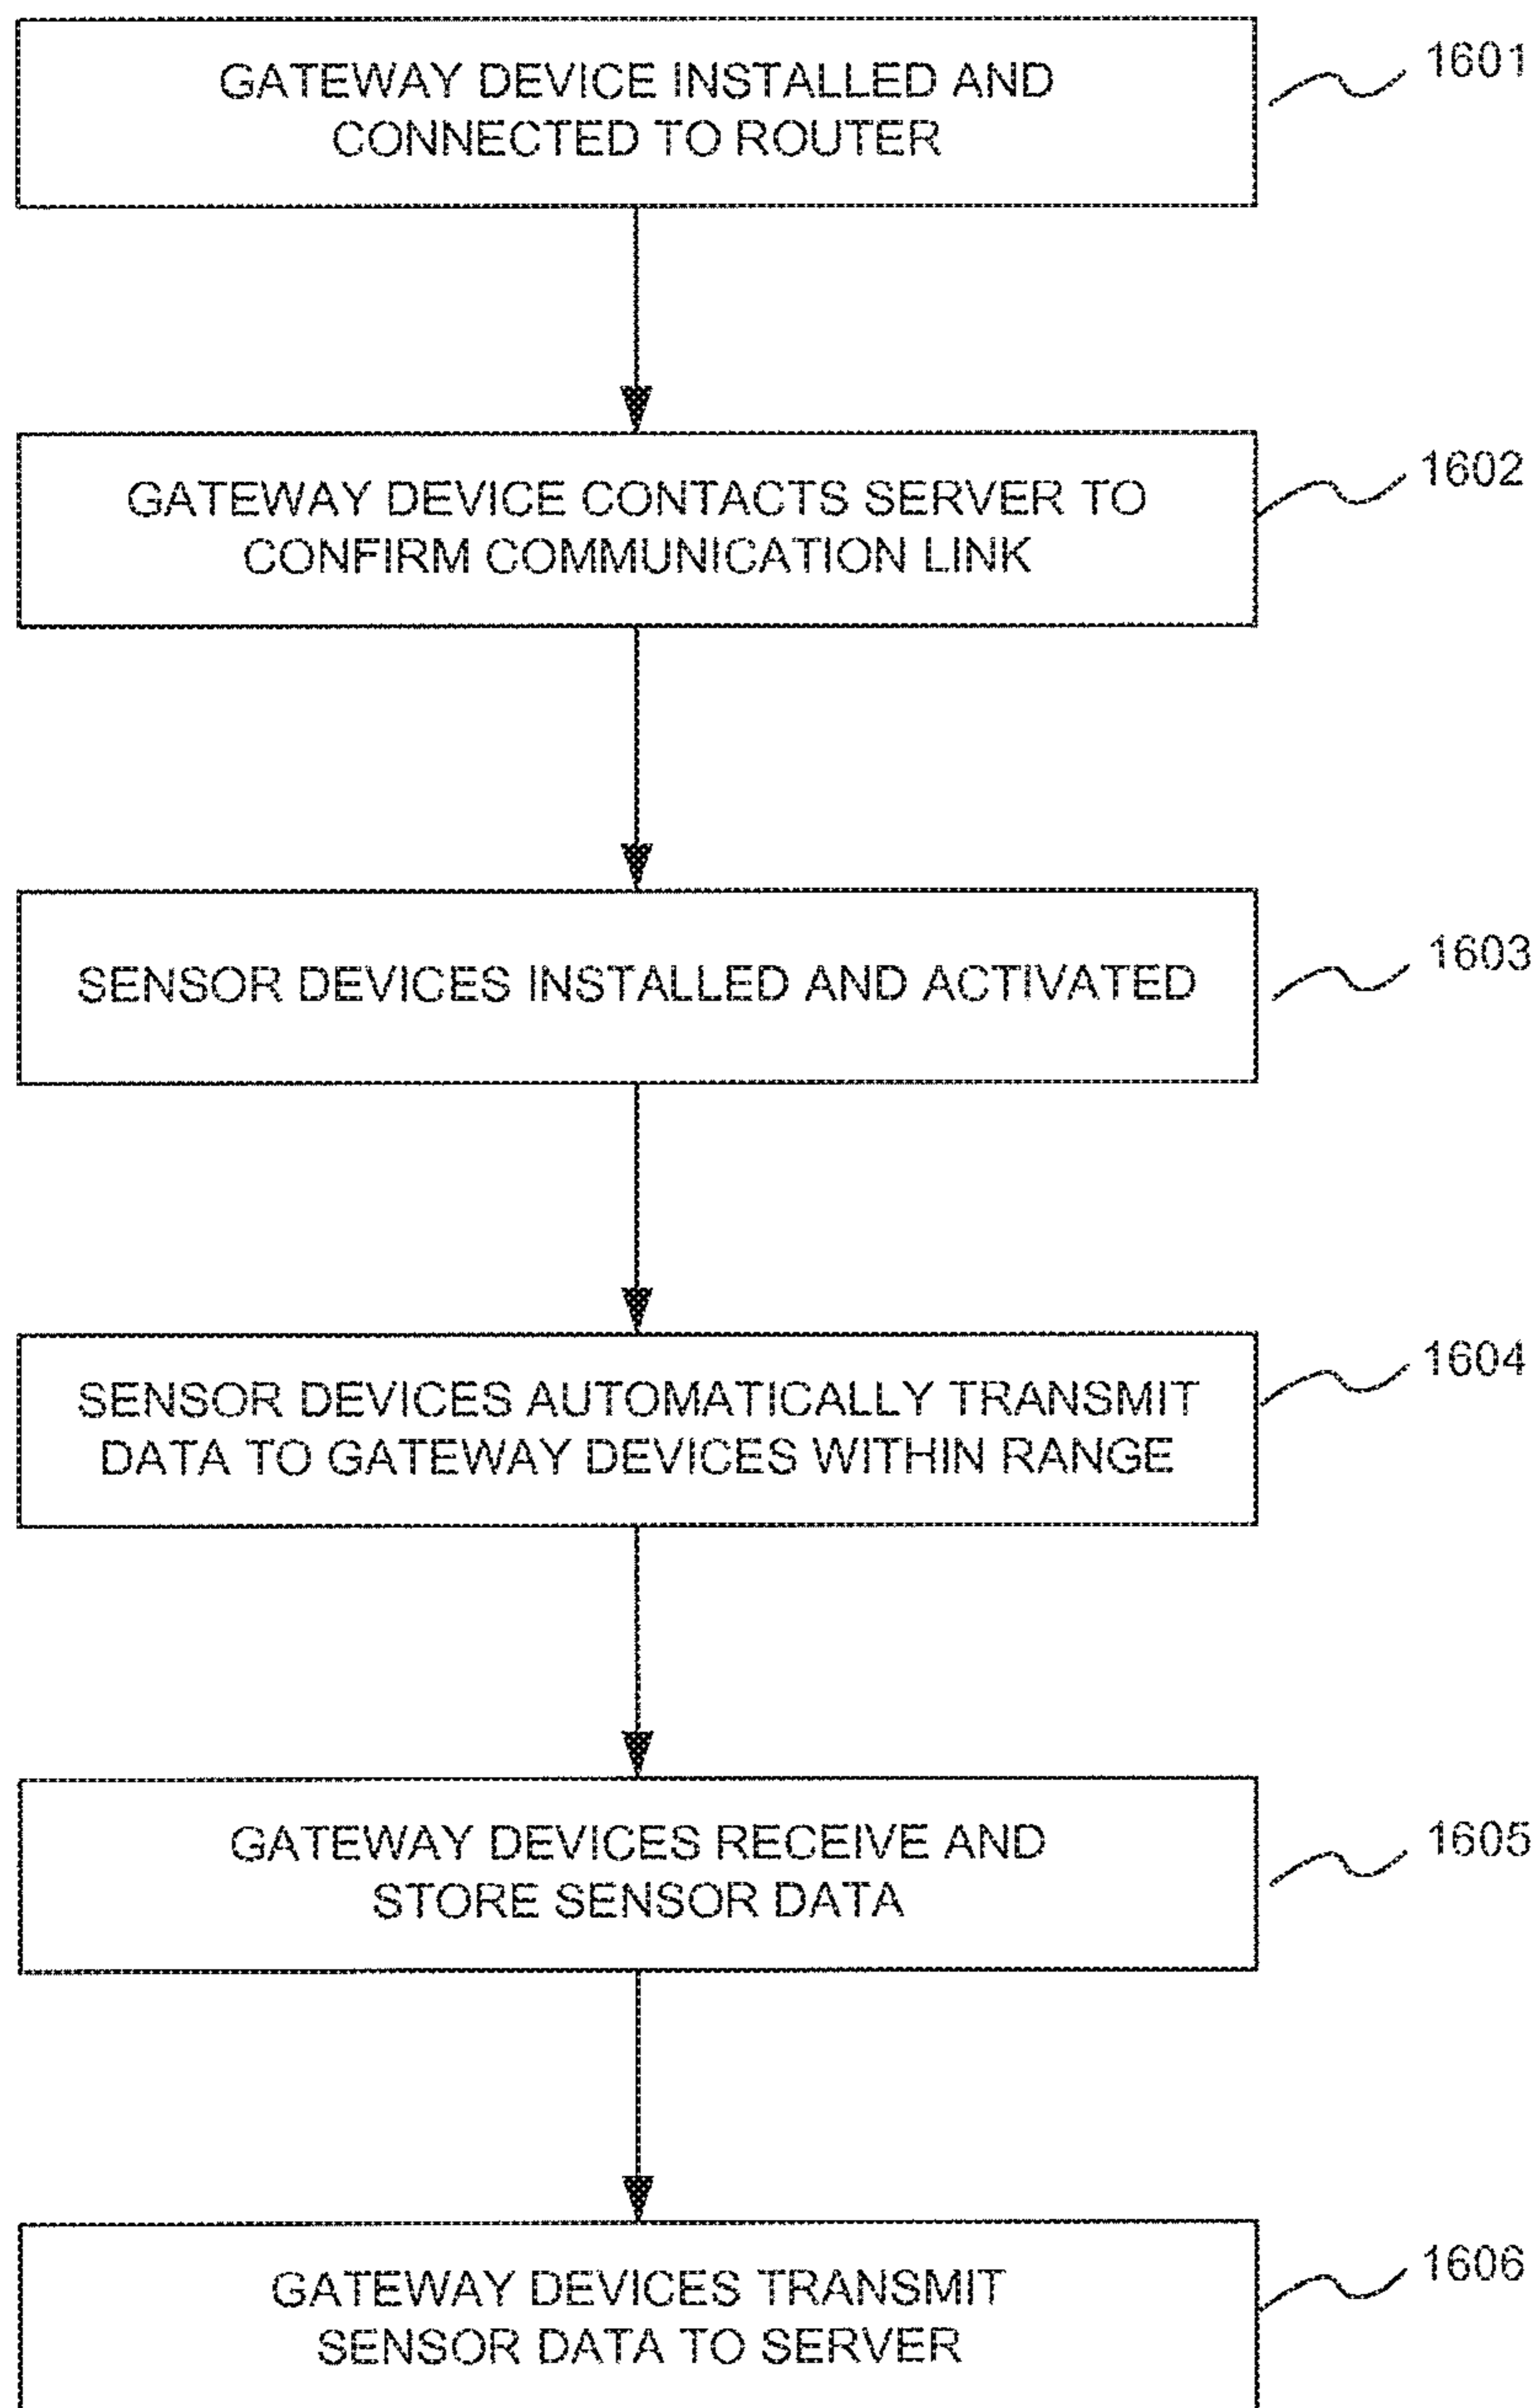 GATEWAY DEVICE INSTALLED AND
CONNECTED TO ROUTER
1601
GATEWAY DEVICE CONTACTS SERVER TO
CONFIRM COMMUNICATION LINK
1602
SENSOR DEVICES INSTALLED AND ACTIVATED
1603
SENSOR DEVICES AUTOMATICALLY TRANSMIT
DATA TO GATEWAY DEVICES WITHIN RANGE
1604
GATEWAY DEVICES RECEIVE AND
STORE SENSOR DATA
1605
GATEWAY DEVICES TRANSMIT
SENSOR DATA TO SERVER
1606